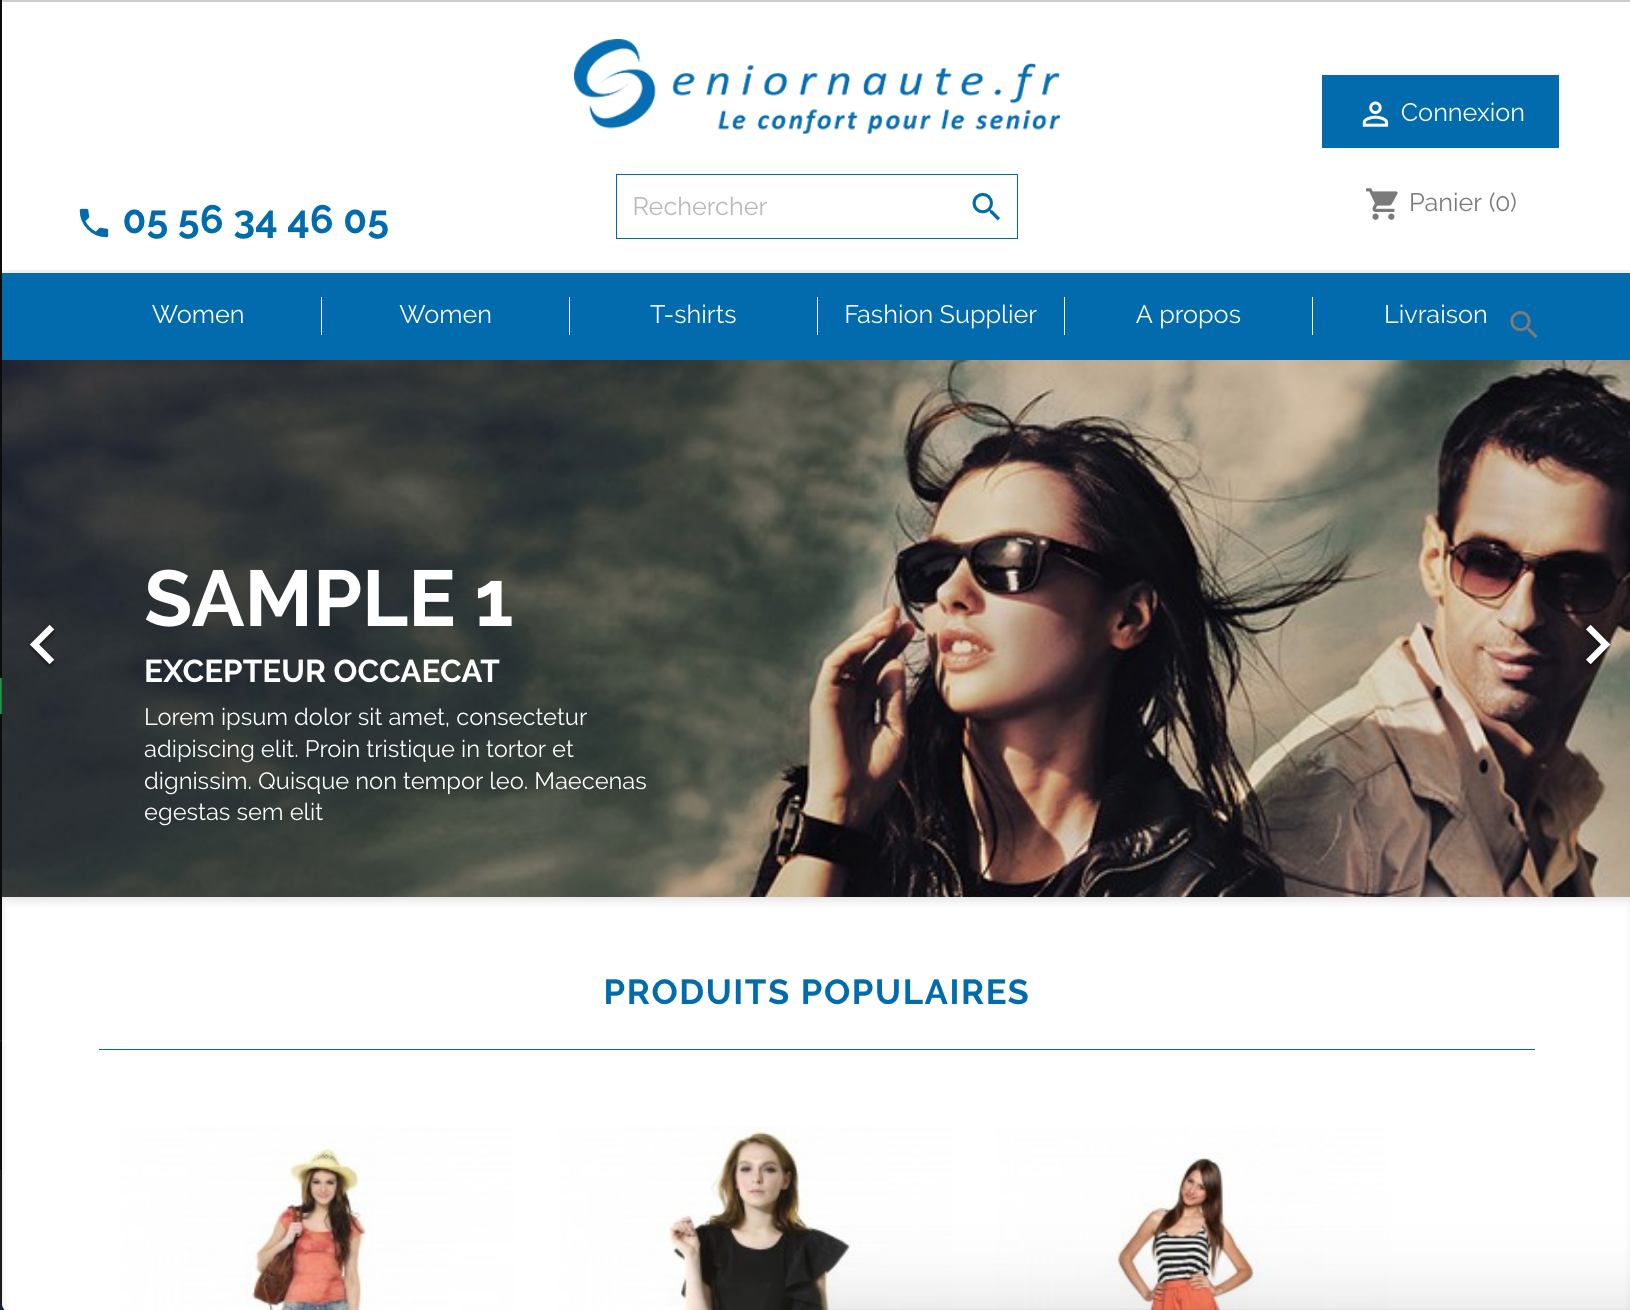 Seniornaute.fr
Le confort pour le senior
Connexion
05 56 34 46 05
Rechercher
Panier (0)
Women
Women
T-shirts
Fashion Supplier
A propos
Livraison
SAMPLE 1
EXCEPTEUR OCCAECAT
Lorem ipsum dolor sit amet, consectetur
adipiscing elit. Proin tristique in tortor et
dignissim. Quisque non tempor leo. Maecenas
egestas sem elit
PRODUITS POPULAIRES